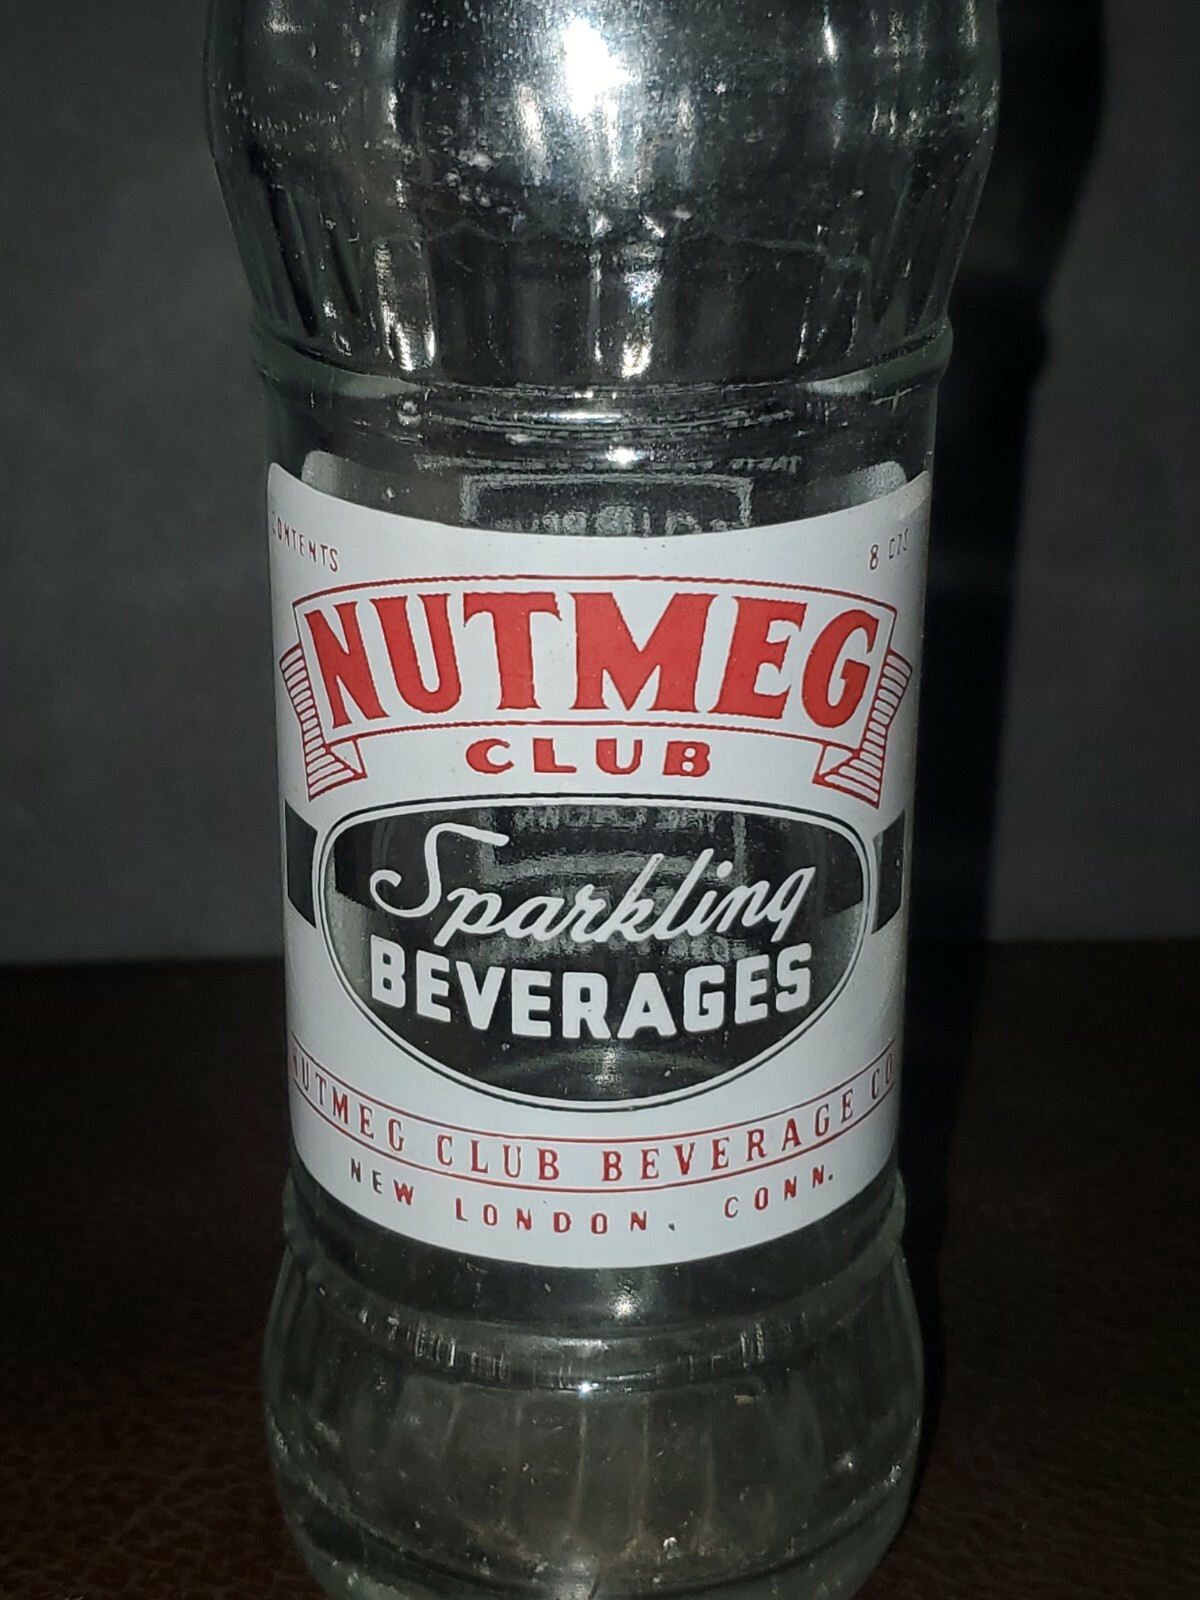 CONTENTS 8 OZS
NUTMEG
CLUB
Sparkling
BEVERAGES
NUTMEG CLUB BEVERAGE CO.
NEW LONDON, CONN.